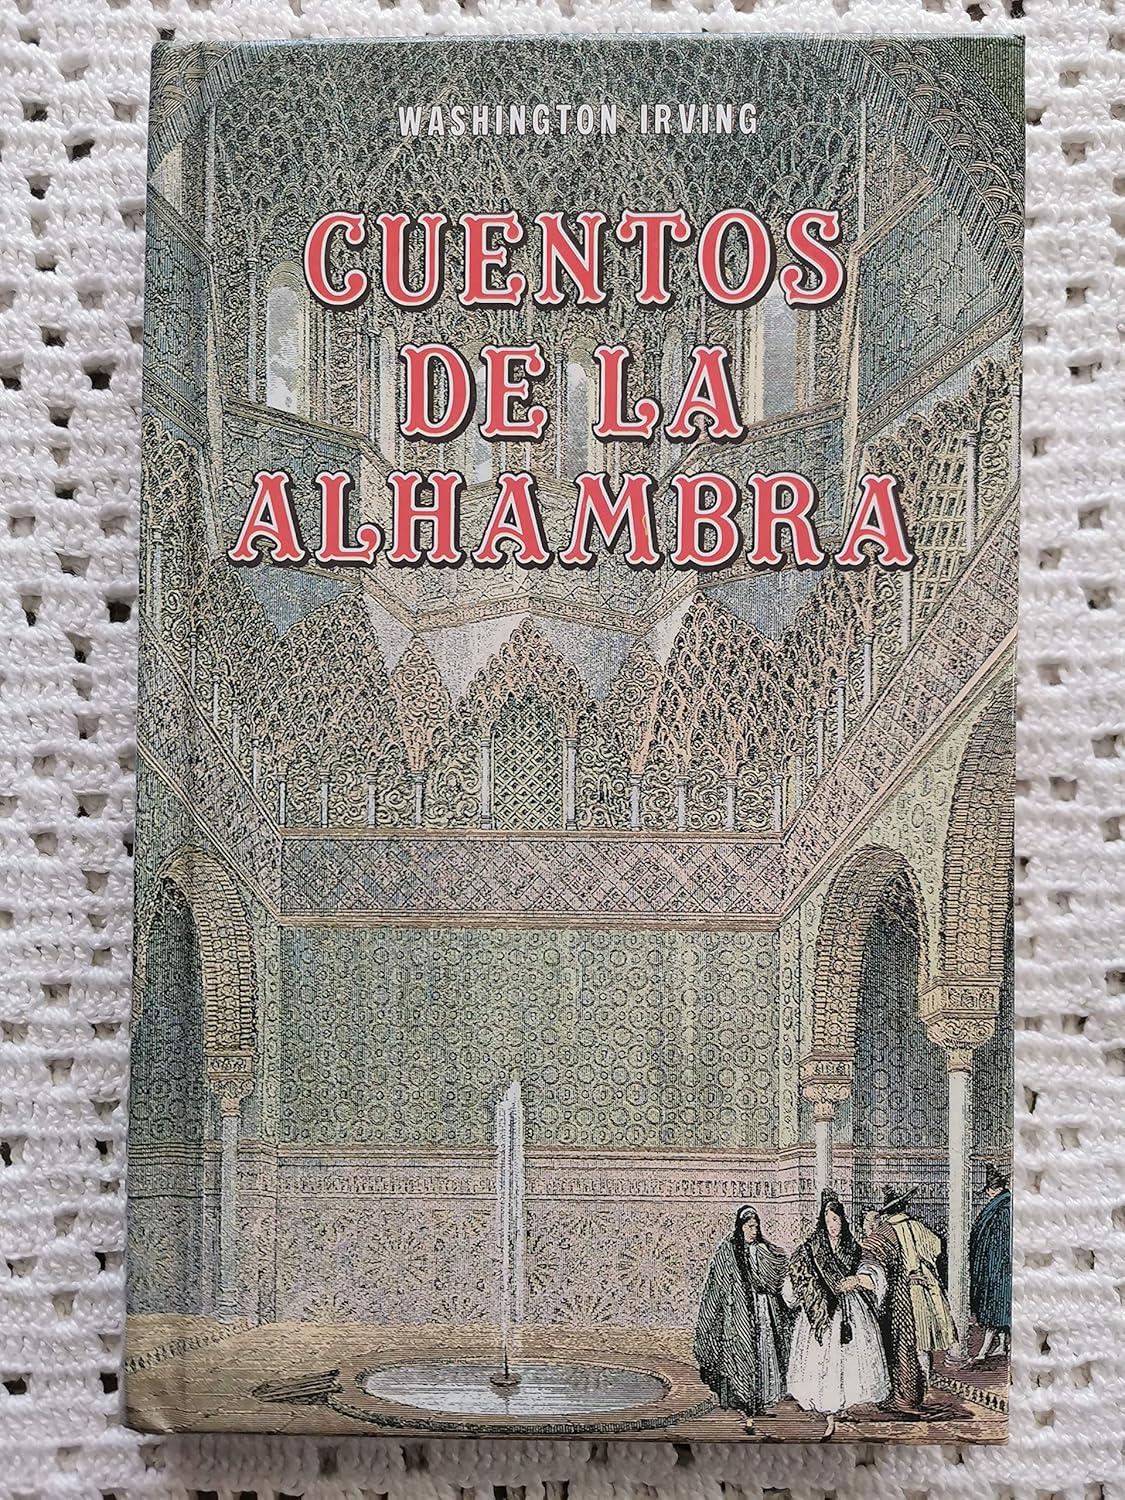 WASHINGTON IRVING
CUENTOS
DE LA
ALHAMBRA